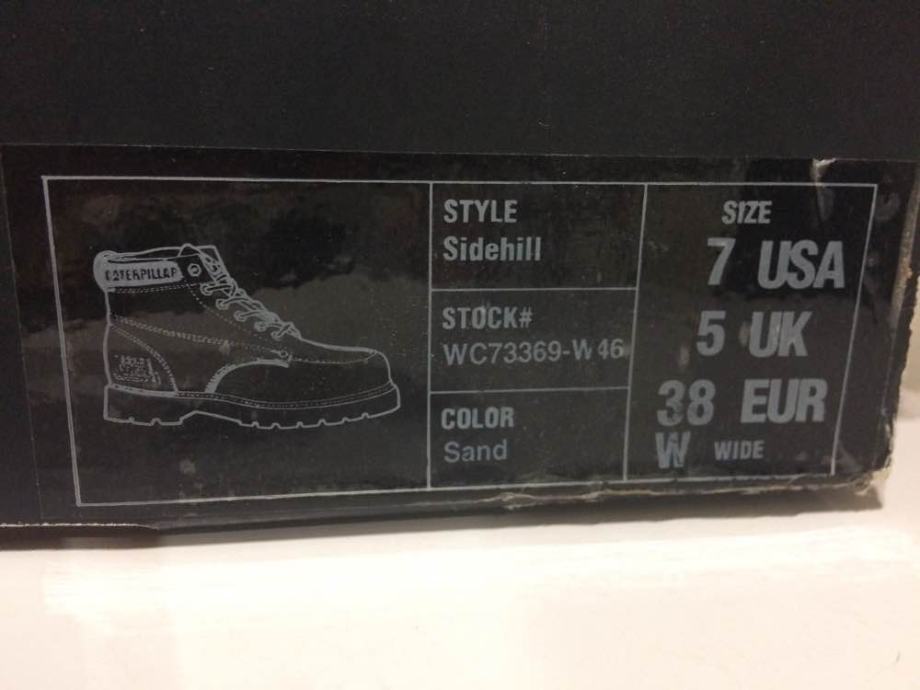 CATERPILLAR
STYLE
Sidehill
STOCK#
WC73369-W46
COLOR
Sand
SIZE
7 USA
5 UK
38 EUR
W WIDE